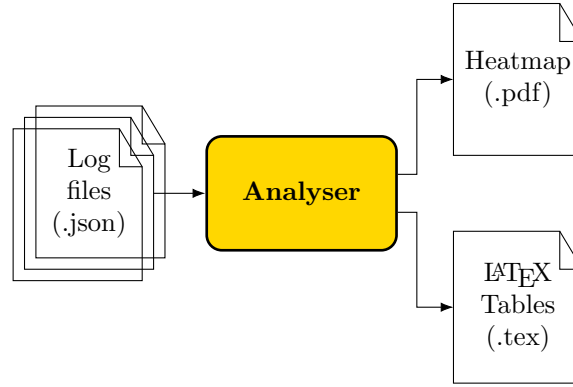 Log
files
(.json)
Analyser
Heatmap
(.pdf)
LATEX
Tables
(.tex)